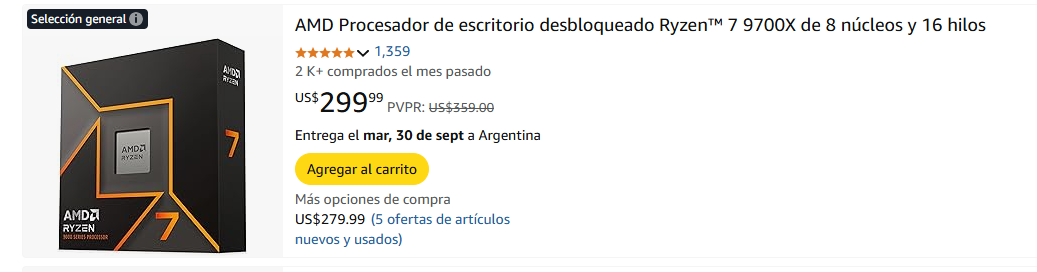 Selección general
AMD Procesador de escritorio desbloqueado Ryzen™ 7 9700X de 8 núcleos y 16 hilos
1,359
2 K+ comprados el mes pasado
US$299.99 PVPR: US$359.00
Entrega el mar, 30 de sept a Argentina
Agregar al carrito
Más opciones de compra
US$279.99 (5 ofertas de artículos
nuevos y usados)
AMD
RYZEN
7
AMD
RYZEN
AMD
RYZEN
9000 SERIES PROCESSOR
7